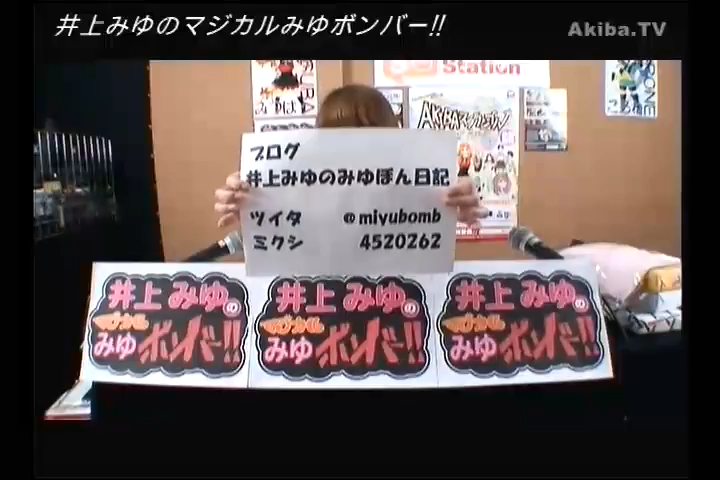 井上みゆのマジカルみゆボンバー!!
Akiba.TV
Station
ブログ
井上みゆのみゆぼん日記
ツイタ @miyubomb
ミクシ 4520262
井上みゆの
マジカル
みゆボンバー!!
井上みゆの
マジカル
みゆボンバー!!
井上みゆの
マジカル
みゆボンバー!!